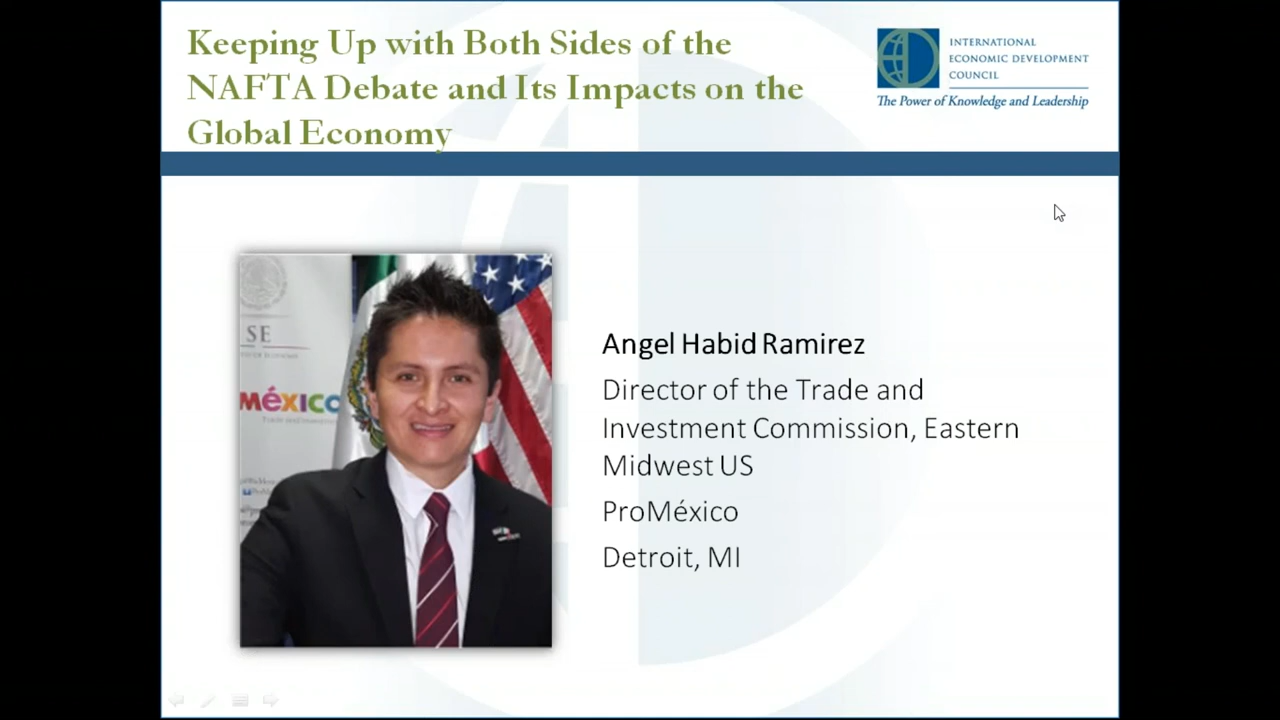 Keeping Up with Both Sides of the
NAFTA Debate and Its Impacts on the
Global Economy
INTERNATIONAL
ECONOMIC DEVELOPMENT
COUNCIL
The Power of Knowledge and Leadership
SE
MÉXICO
Angel Habid Ramirez
Director of the Trade and
Investment Commission, Eastern
Midwest US
ProMéxico
Detroit, MI